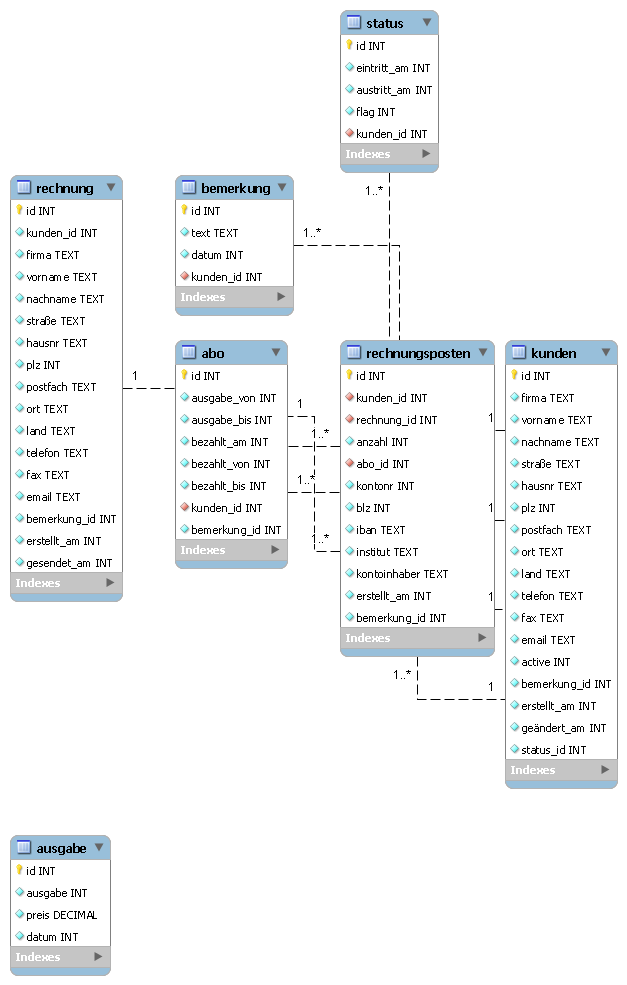 status
id INT
eintritt_am INT
austritt_am INT
flag INT
kunden_id INT
Indexes
1..*
rechnung
id INT
kunden_id INT
firma TEXT
vorname TEXT
nachname TEXT
straße TEXT
hausnr TEXT
plz INT
postfach TEXT
ort TEXT
land TEXT
telefon TEXT
fax TEXT
email TEXT
bemerkung_id INT
erstellt_am INT
gesendet_am INT
Indexes
1
bemerkung
id INT
text TEXT
datum INT
kunden_id INT
Indexes
1..*
abo
id INT
ausgabe_von INT
ausgabe_bis INT
bezahlt_am INT
bezahlt_von INT
bezahlt_bis INT
kunden_id INT
bemerkung_id INT
Indexes
1
1..*
1..*
1..*
rechnungsposten
id INT
kunden_id INT
rechnung_id INT
anzahl INT
abo_id INT
kontonr INT
blz INT
iban TEXT
institut TEXT
kontoinhaber TEXT
erstellt_am INT
bemerkung_id INT
Indexes
1
1
1
1..*
1
kunden
id INT
firma TEXT
vorname TEXT
nachname TEXT
straße TEXT
hausnr TEXT
plz INT
postfach TEXT
ort TEXT
land TEXT
telefon TEXT
fax TEXT
email TEXT
active INT
bemerkung_id INT
erstellt_am INT
geändert_am INT
status_id INT
Indexes
ausgabe
id INT
ausgabe INT
preis DECIMAL
datum INT
Indexes